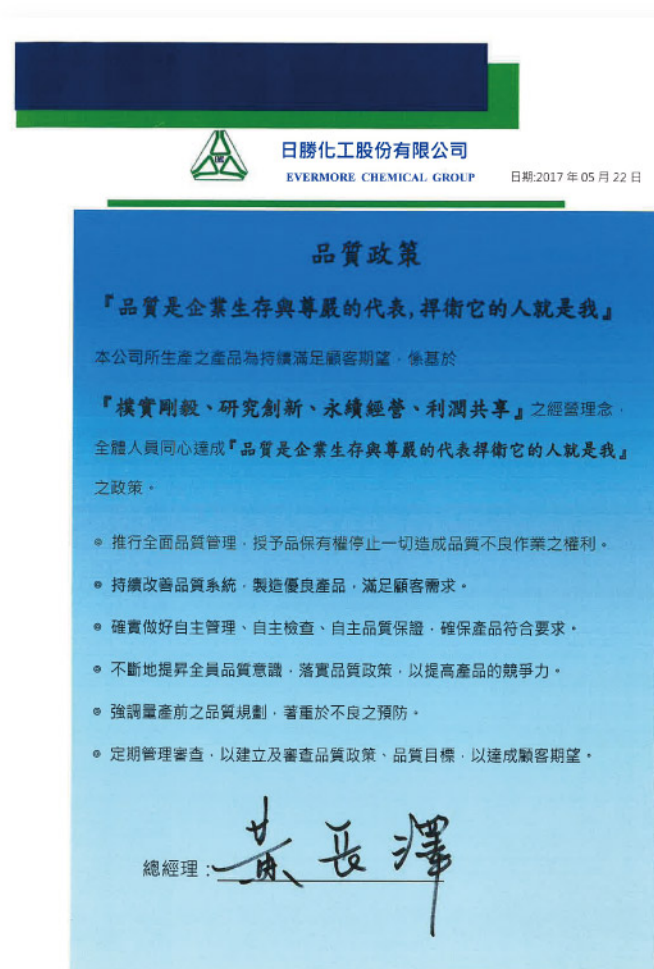 日勝化工股份有限公司
EVERMORE CHEMICAL GROUP
日期:2017 年 05 月 22 日
品質政策
『品質是企業生存與尊嚴的代表,捍衛它的人就是我』
本公司所生產之產品為持續滿足顧客期望，係基於
『樸實剛毅、研究創新、永續經營、利潤共享』之經營理念，
全體人員同心達成『品質是企業生存與尊嚴的代表捍衛它的人就是我』
之政策。
◎ 推行全面品質管理，授予品保有權停止一切造成品質不良作業之權利。
◎ 持續改善品質系統，製造優良產品，滿足顧客需求。
◎ 確實做好自主管理、自主檢查、自主品質保證，確保產品符合要求。
◎ 不斷地提昇全員品質意識，落實品質政策，以提高產品的競爭力。
◎ 強調量產前之品質規劃，著重於不良之預防。
◎ 定期管理審查，以建立及審查品質政策、品質目標，以達成顧客期望。
總經理：黃長澤